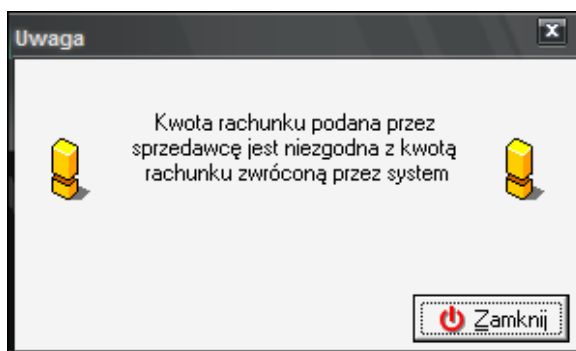 Uwaga
Kwota rachunku podana przez
sprzedawcę jest niezgodna z kwotą
rachunku zwróconą przez system
Zamknij